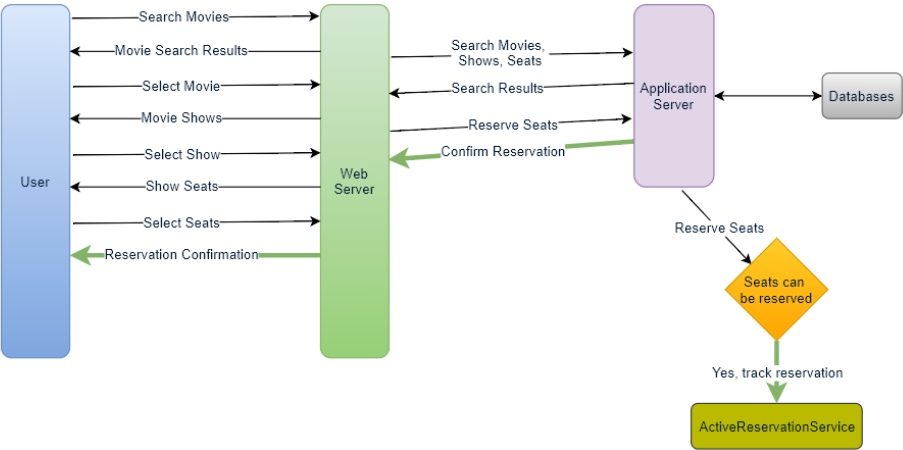 Search Movies
Movie Search Results
Select Movie
Movie Shows
Select Show
Show Seats
Select Seats
Reservation Confirmation
User
Web
Server
Search Movies,
Shows, Seats
Search Results
Reserve Seats
Confirm Reservation
Application
Server
Databases
Reserve Seats
Seats can
be reserved
Yes, track reservation
ActiveReservationService